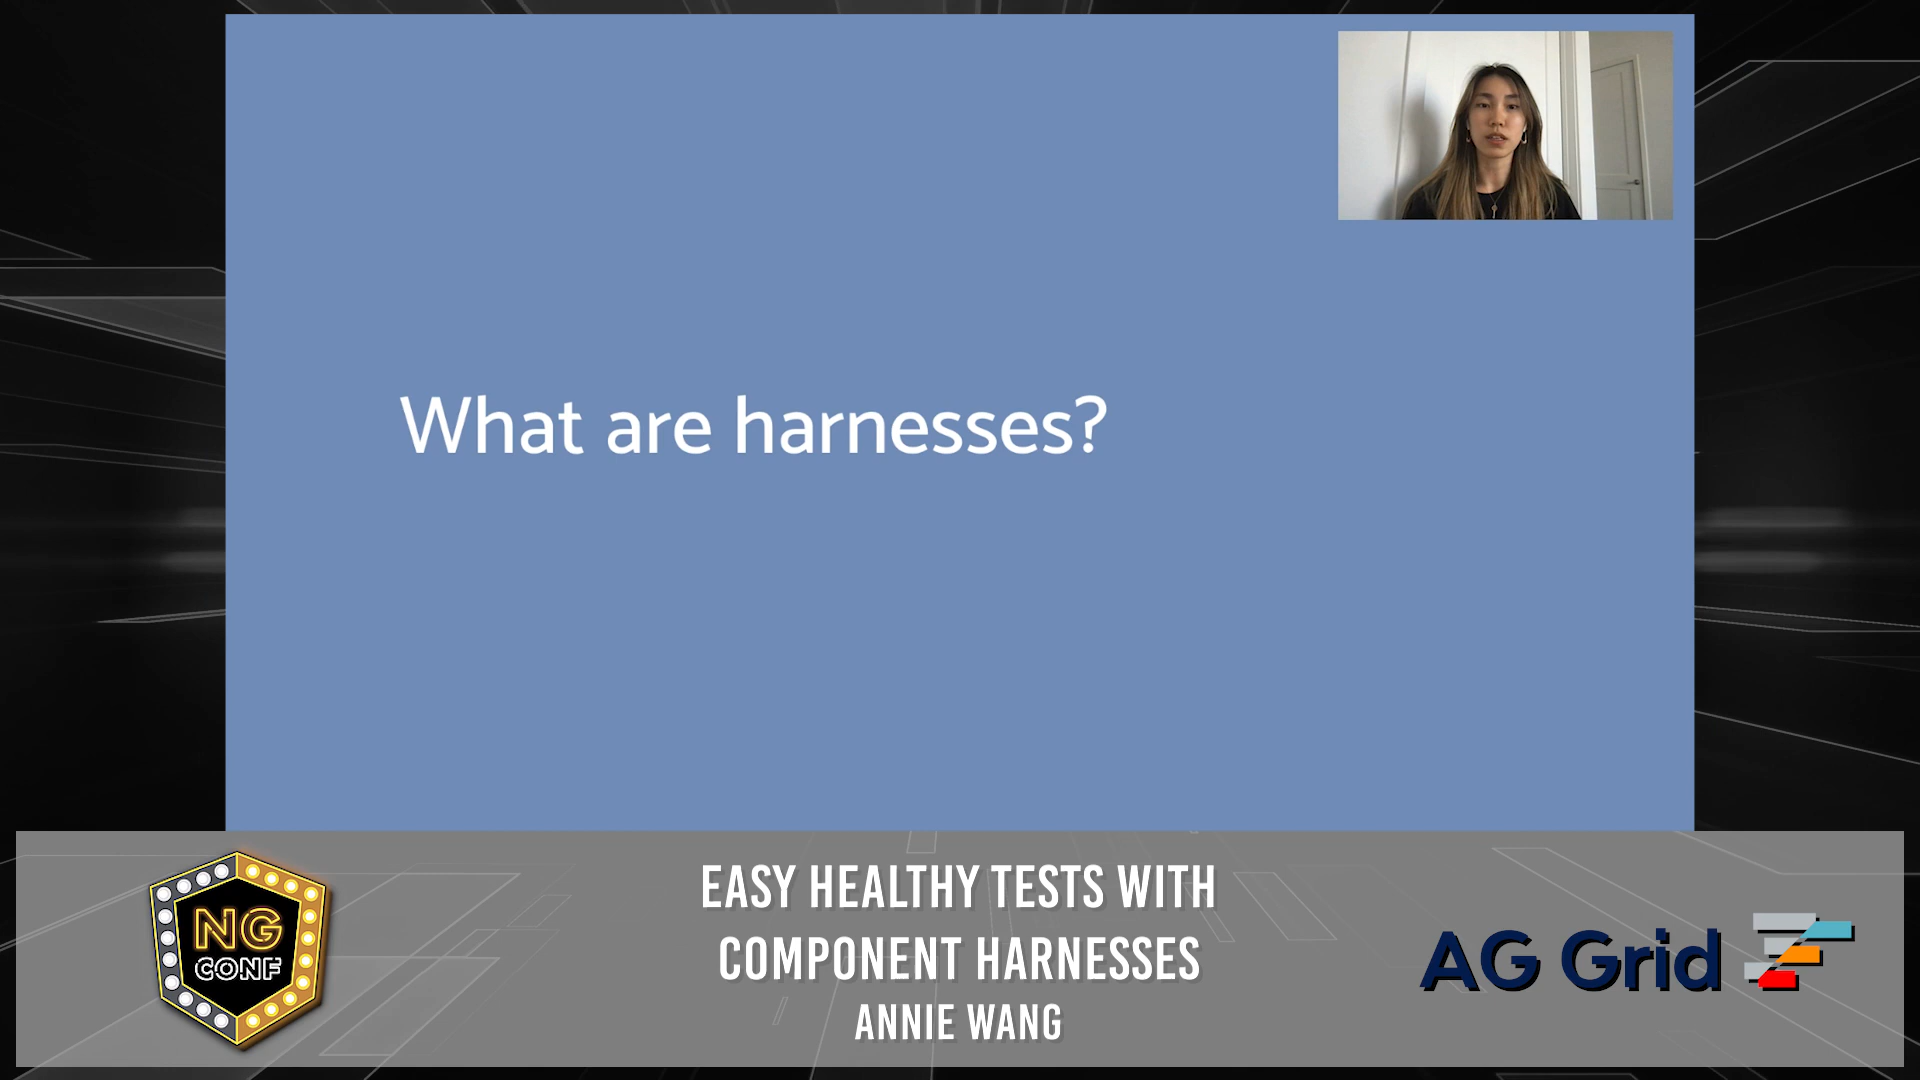 What are harnesses?
NG
CONF
EASY HEALTHY TESTS WITH
COMPONENT HARNESSES
ANNIE WANG
AG Grid